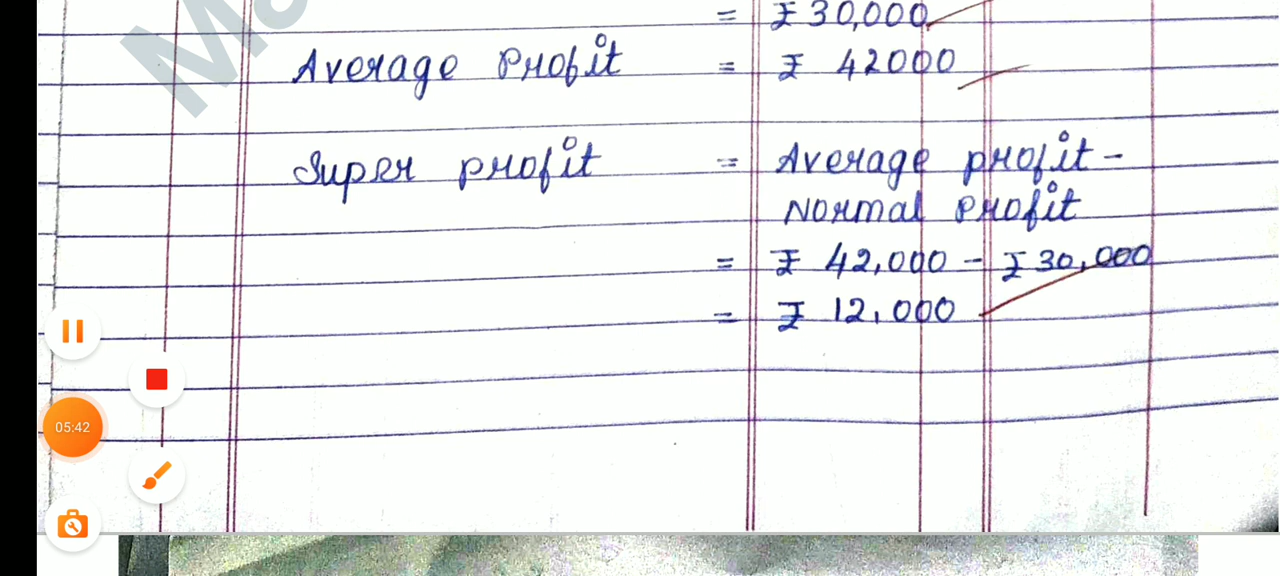 = ₹ 30,000
Average Profit = ₹ 42000
Super profit = Average profit -
Normal Profit
= ₹ 42,000 - ₹ 30,000
= ₹ 12,000
05:42